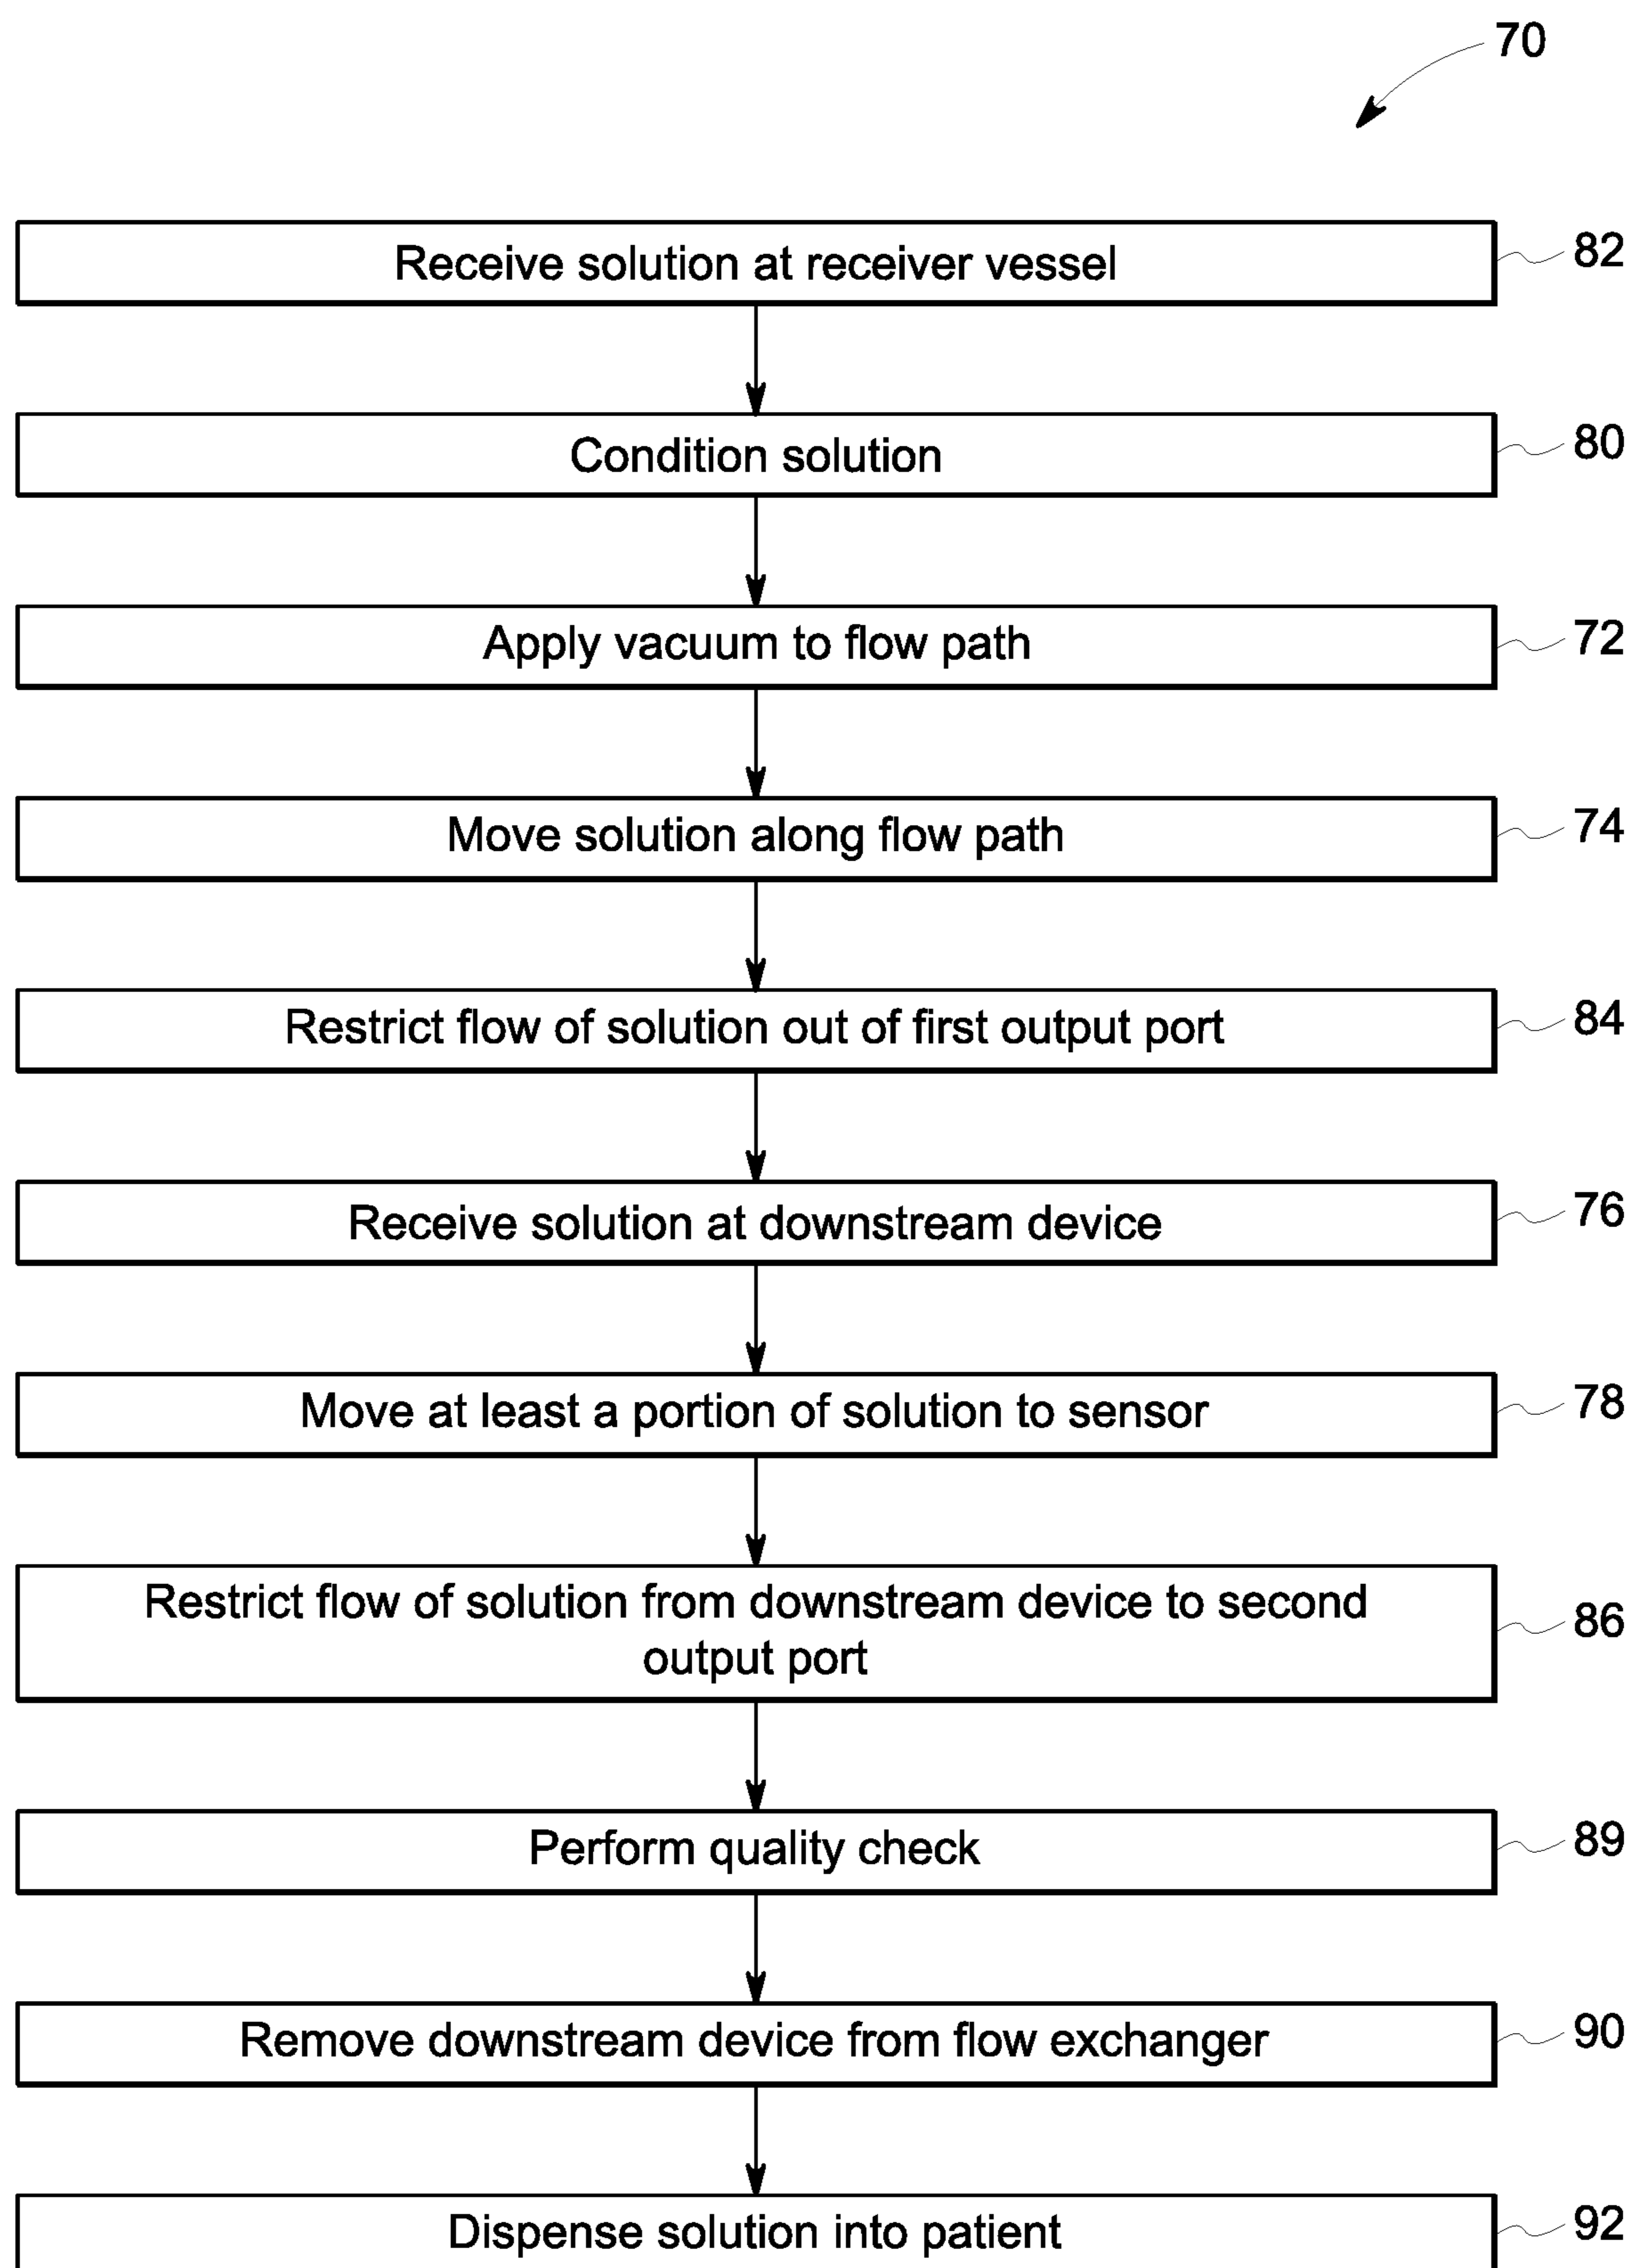 70
Receive solution at receiver vessel 82
Condition solution 80
Apply vacuum to flow path 72
Move solution along flow path 74
Restrict flow of solution out of first output port 84
Receive solution at downstream device 76
Move at least a portion of solution to sensor 78
Restrict flow of solution from downstream device to second
output port 86
Perform quality check 89
Remove downstream device from flow exchanger 90
Dispense solution into patient 92